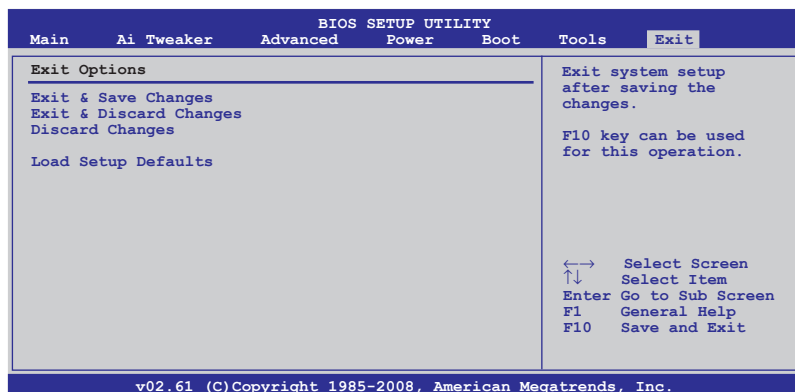 BIOS SETUP UTILITY
Main Ai Tweaker Advanced Power Boot Tools Exit
Exit Options
Exit & Save Changes
Exit & Discard Changes
Discard Changes
Load Setup Defaults
Exit system setup
after saving the
changes.
F10 key can be used
for this operation.
←→ Select Screen
↑↓ Select Item
Enter Go to Sub Screen
F1 General Help
F10 Save and Exit
v02.61 (C)Copyright 1985-2008, American Megatrends, Inc.